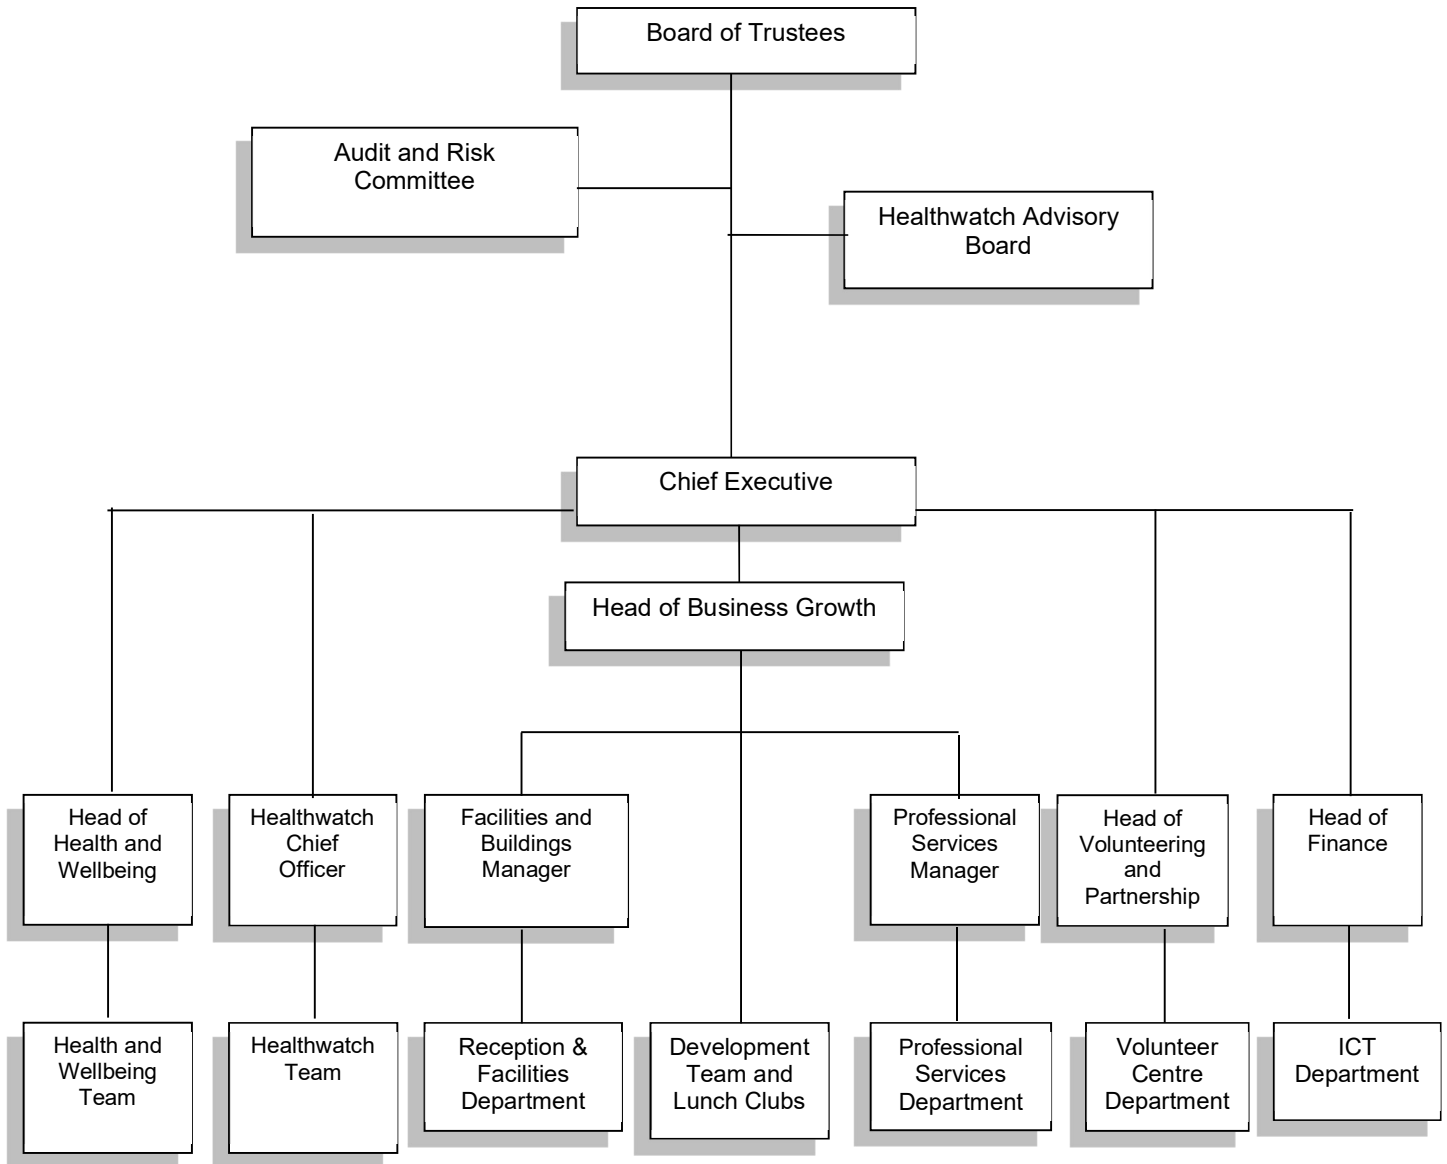 Board of Trustees
Audit and Risk
Committee
Healthwatch Advisory
Board
Chief Executive
Head of Business Growth
Head of
Health and
Wellbeing
Healthwatch
Chief
Officer
Facilities and
Buildings
Manager
Professional
Services
Manager
Head of
Volunteering
and
Partnership
Head of
Finance
Health and
Wellbeing
Team
Healthwatch
Team
Reception &
Facilities
Department
Development
Team and
Lunch Clubs
Professional
Services
Department
Volunteer
Centre
Department
ICT
Department